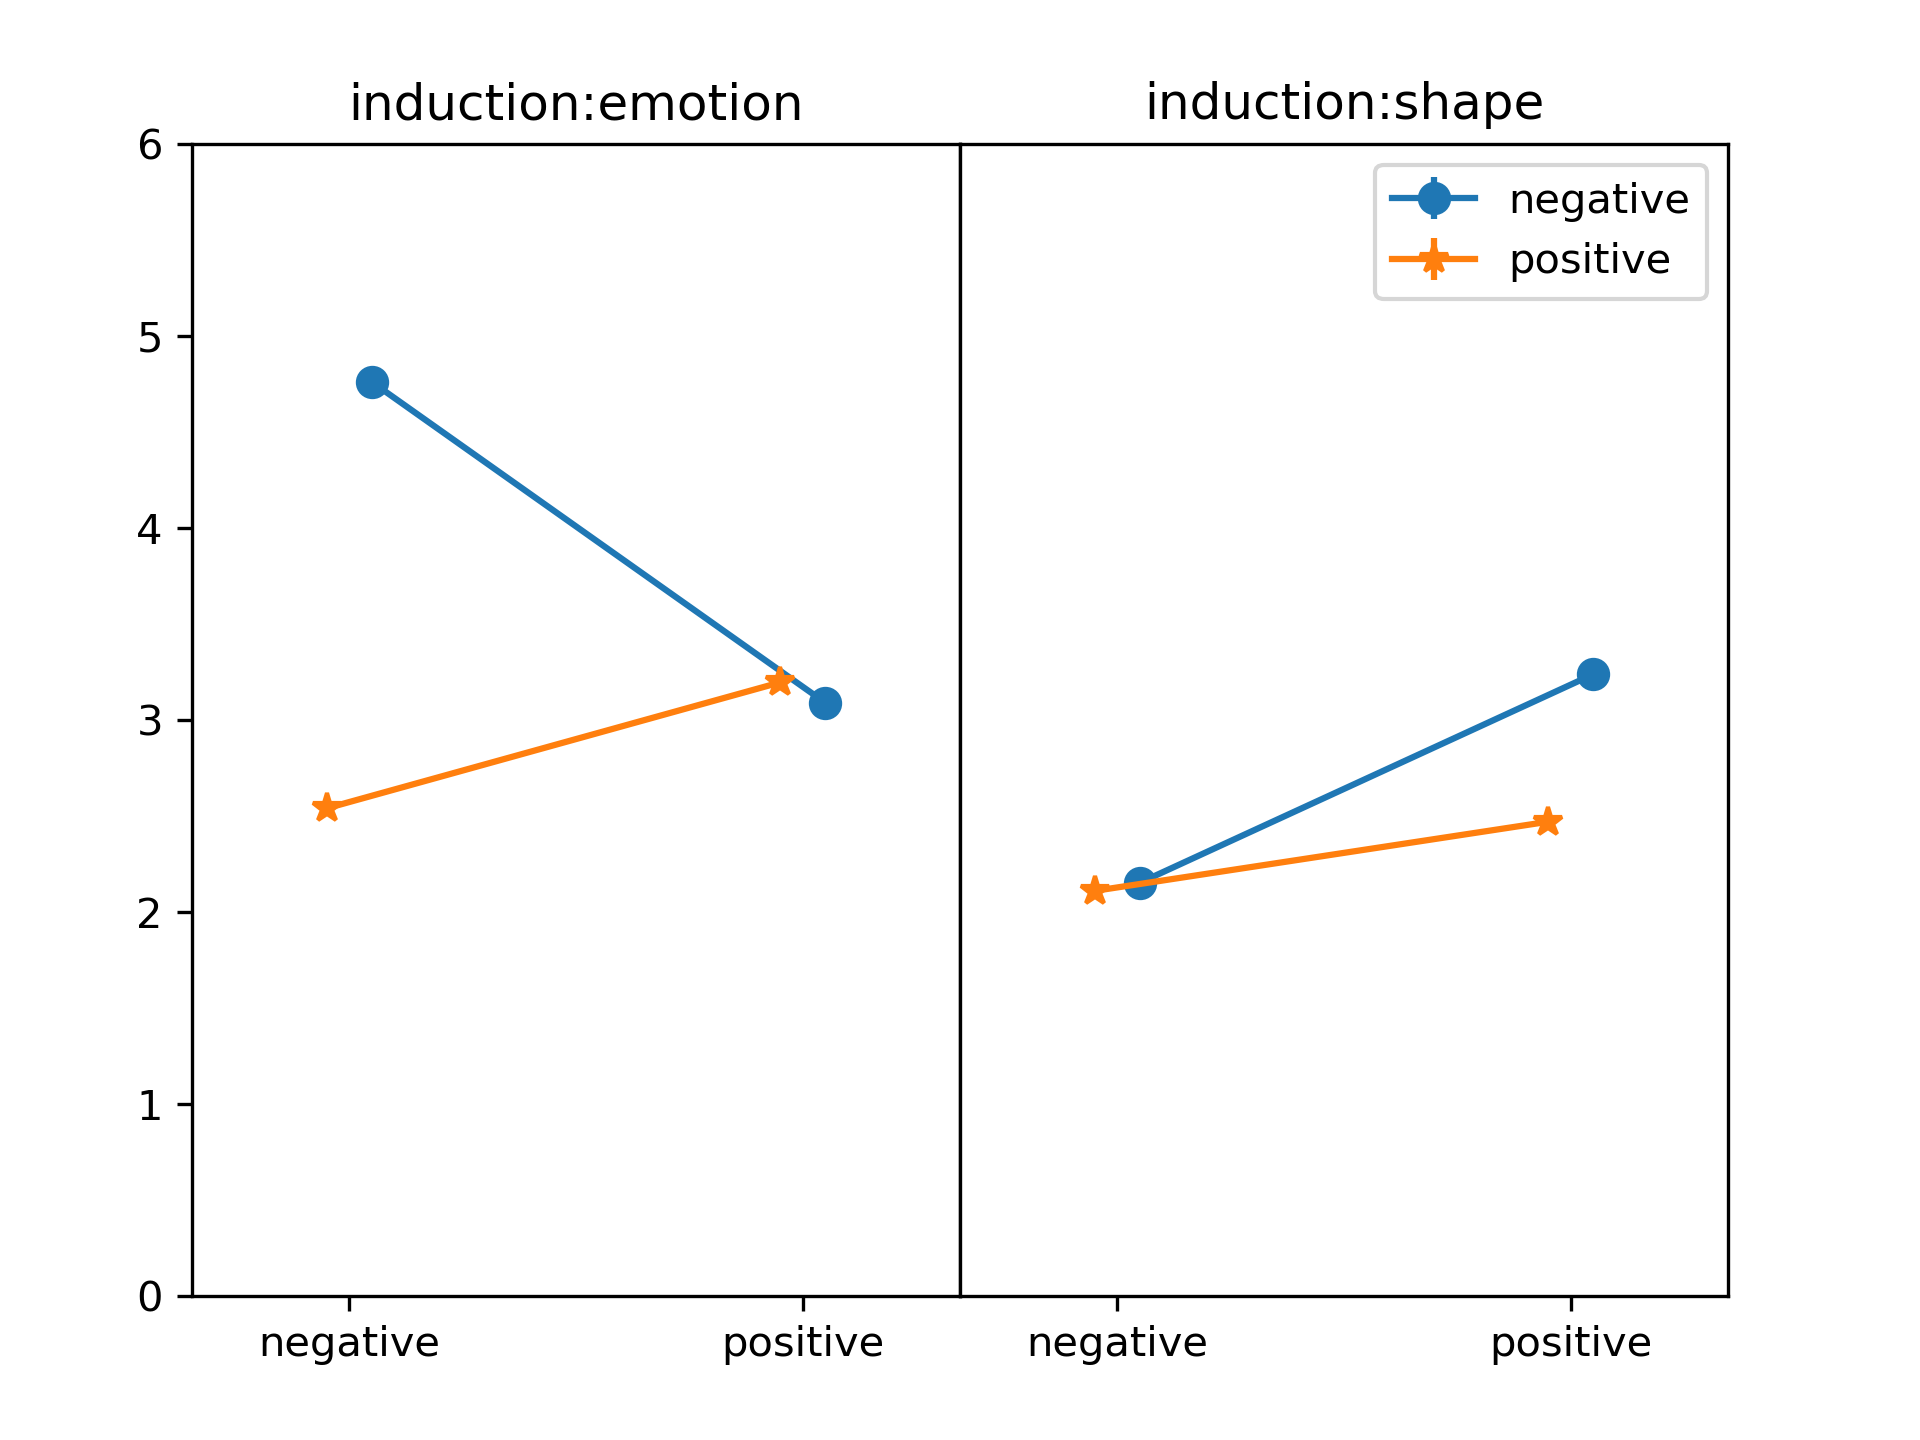 induction:emotion
induction:shape
6
5
4
3
2
1
0
negative
positive
negative
positive
negative
positive